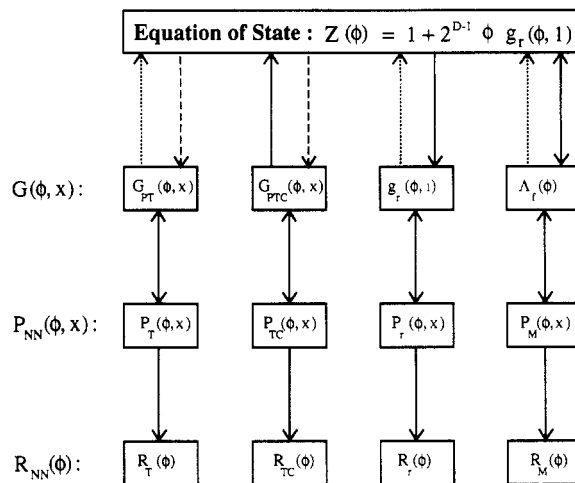 Equation of State : Z (ϕ) = 1 + 2^{D-1} ϕ g_r(ϕ, 1)
G(ϕ, x) : G_{PT}(ϕ, x) G_{PTC}(ϕ, x) g_r(ϕ, 1) Λ_f(ϕ)
P_{NN}(ϕ, x) : P_T(ϕ, x) P_{TC}(ϕ, x) P_r(ϕ, x) P_M(ϕ, x)
R_{NN}(ϕ) : R_T(ϕ) R_{TC}(ϕ) R_r(ϕ) R_M(ϕ)